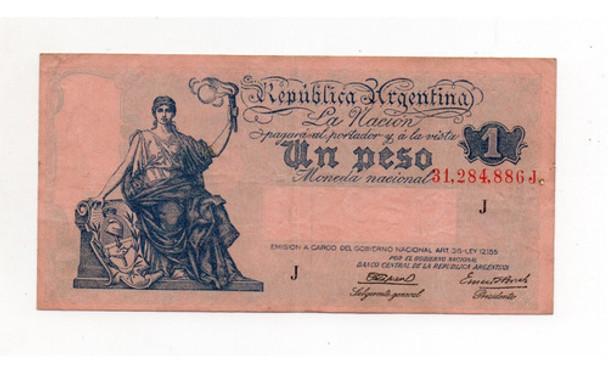 República Argentina
La Nación
pagará al portador y á la vista
1
Un peso
Moneda nacional 31,284,886 J.
J
EMISION A CARGO DEL GOBIERNO NACIONAL ART. 36-LEY 12.155
J
POR EL GOBIERNO NACIONAL
BANCO CENTRAL DE LA REPUBLICA ARGENTINA
Subgerente general
Presidente